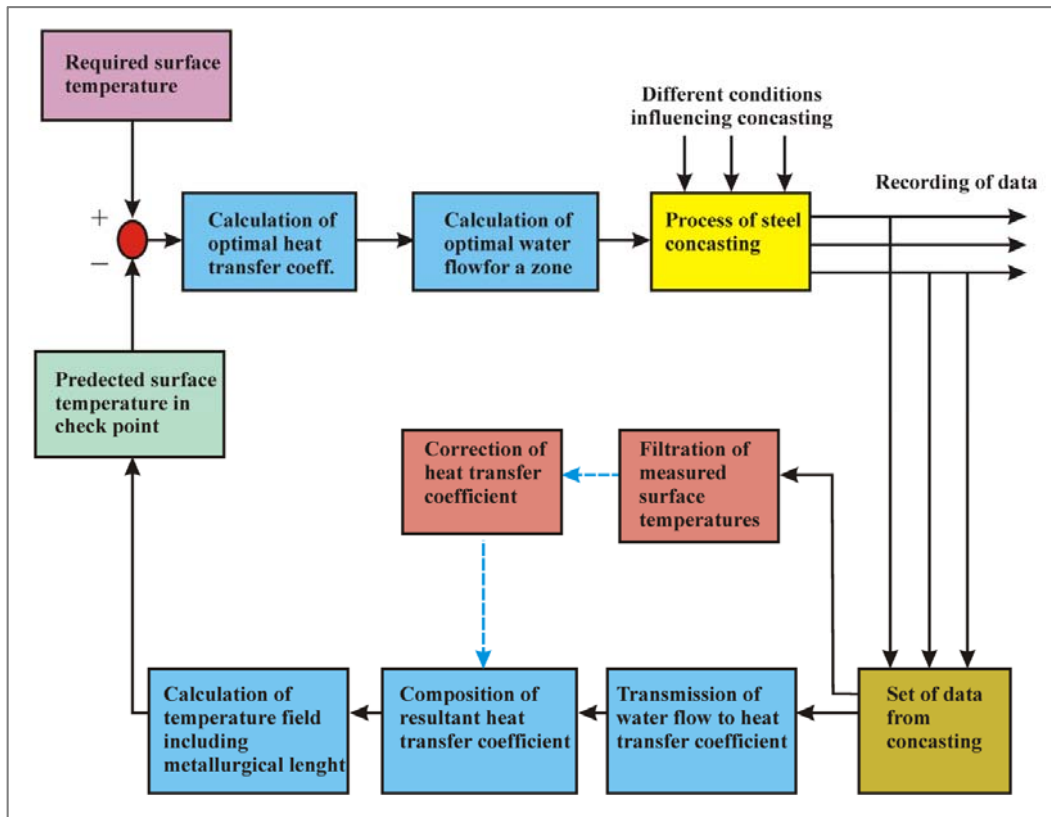 Required surface
temperature
Different conditions
influencing concasting
Recording of data
+
−
Calculation of
optimal heat
transfer coeff.
Calculation of
optimal water
flowfor a zone
Process of steel
concasting
Predected surface
temperature in
check point
Correction of
heat transfer
coefficient
Filtration of
measured
surface
temperatures
Calculation of
temperature field
including
metallurgical lenght
Composition of
resultant heat
transfer coefficient
Transmission of
water flow to heat
transfer coefficient
Set of data
from
concasting